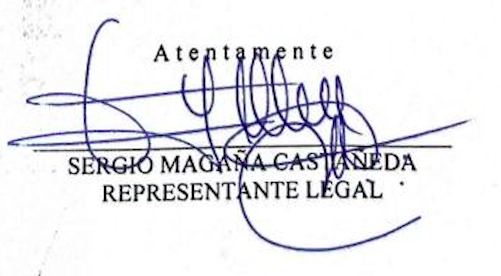 Atentamente
SERGIO MAGAÑA CASTAÑEDA
REPRESENTANTE LEGAL